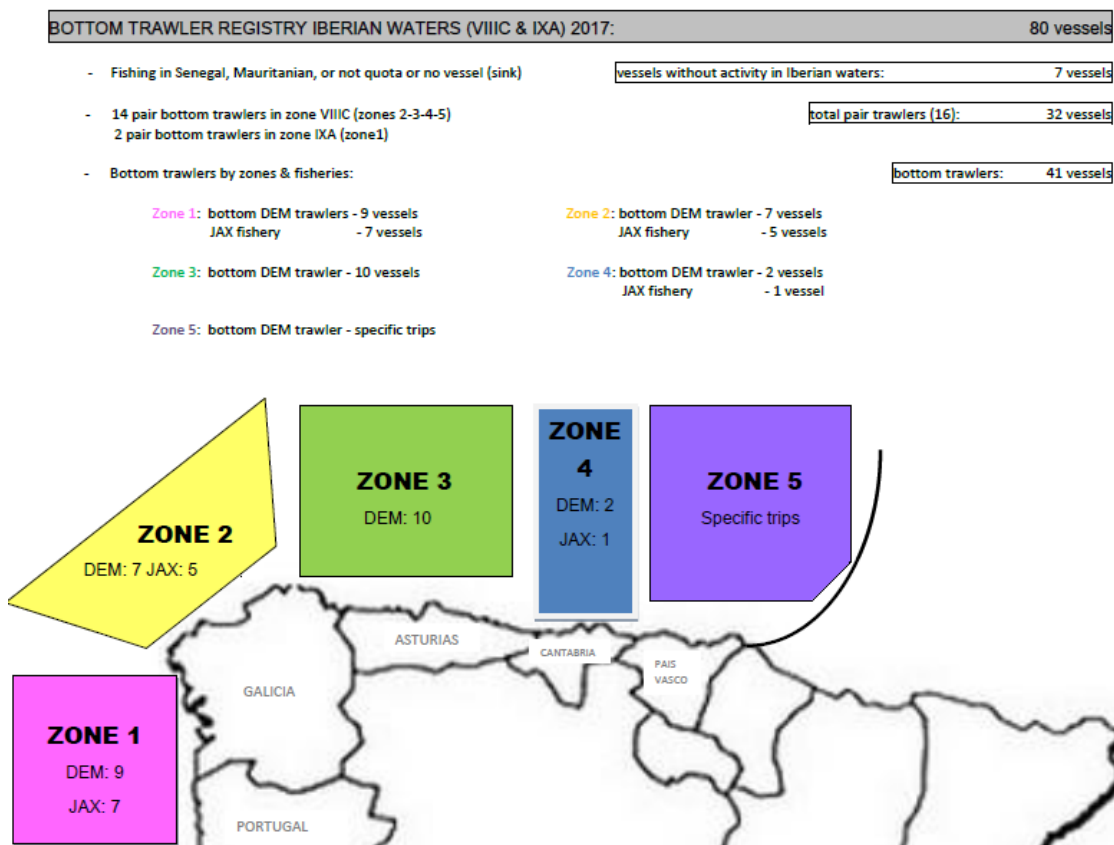 BOTTOM TRAWLER REGISTRY IBERIAN WATERS (VIIIC & IXA) 2017: 80 vessels
- Fishing in Senegal, Mauritanian, or not quota or no vessel (sink) vessels without activity in Iberian waters: 7 vessels
- 14 pair bottom trawlers in zone VIIIC (zones 2-3-4-5) total pair trawlers (16): 32 vessels
2 pair bottom trawlers in zone IXA (zone1)
- Bottom trawlers by zones & fisheries: bottom trawlers: 41 vessels
Zone 1: bottom DEM trawlers - 9 vessels Zone 2: bottom DEM trawler - 7 vessels
JAX fishery - 7 vessels JAX fishery - 5 vessels
Zone 3: bottom DEM trawler - 10 vessels Zone 4: bottom DEM trawler - 2 vessels
JAX fishery - 1 vessel
Zone 5: bottom DEM trawler - specific trips
ZONE 2
DEM: 7 JAX: 5
ZONE 3
DEM: 10
ZONE
4
DEM: 2
JAX: 1
ZONE 5
Specific trips
ASTURIAS
CANTABRIA
PAIS
VASCO
GALICIA
ZONE 1
DEM: 9
JAX: 7
PORTUGAL